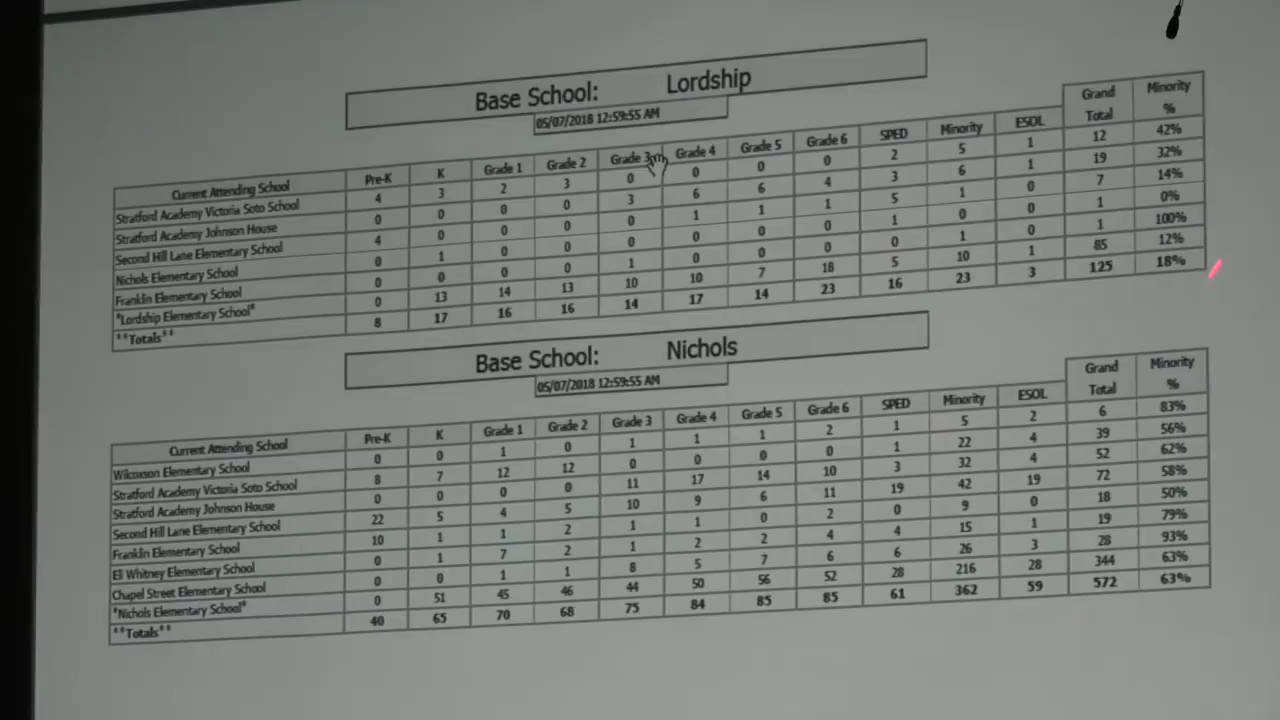 Base School: Lordship
05/07/2018 12:59:55 AM
Current Attending School Pre-K K Grade 1 Grade 2 Grade 3 Grade 4 Grade 5 Grade 6 SPED Minority ESOL Grand Total Minority %
Stratford Academy Victoria Soto School 4 3 2 3 0 0 0 0 2 5 1 12 42%
Stratford Academy Johnson House 0 0 0 0 3 6 6 4 3 6 1 19 32%
Second Hill Lane Elementary School 4 0 0 0 0 1 1 1 5 1 0 7 14%
Nichols Elementary School 0 1 0 0 0 0 0 0 1 0 0 1 0%
Franklin Elementary School 0 0 0 0 1 0 0 0 0 1 0 1 100%
*Lordship Elementary School* 0 13 14 13 10 10 7 18 5 10 1 85 12%
**Totals** 8 17 16 16 14 17 14 23 16 23 3 125 18%
Base School: Nichols
05/07/2018 12:59:55 AM
Current Attending School Pre-K K Grade 1 Grade 2 Grade 3 Grade 4 Grade 5 Grade 6 SPED Minority ESOL Grand Total Minority %
Wilcoxson Elementary School 0 0 1 0 1 1 1 2 1 5 2 6 83%
Stratford Academy Victoria Soto School 8 7 12 12 0 0 0 0 1 22 4 39 56%
Stratford Academy Johnson House 0 0 0 0 11 17 14 10 3 32 4 52 62%
Second Hill Lane Elementary School 22 5 4 5 10 9 6 11 19 42 19 72 58%
Franklin Elementary School 10 1 1 2 1 1 0 2 0 9 0 18 50%
Eli Whitney Elementary School 0 1 7 2 1 2 2 4 4 15 1 19 79%
Chapel Street Elementary School 0 0 1 1 8 5 7 6 6 26 3 28 93%
*Nichols Elementary School* 0 51 45 46 44 50 56 52 28 216 28 344 63%
**Totals** 40 65 70 68 75 84 85 85 61 362 59 572 63%